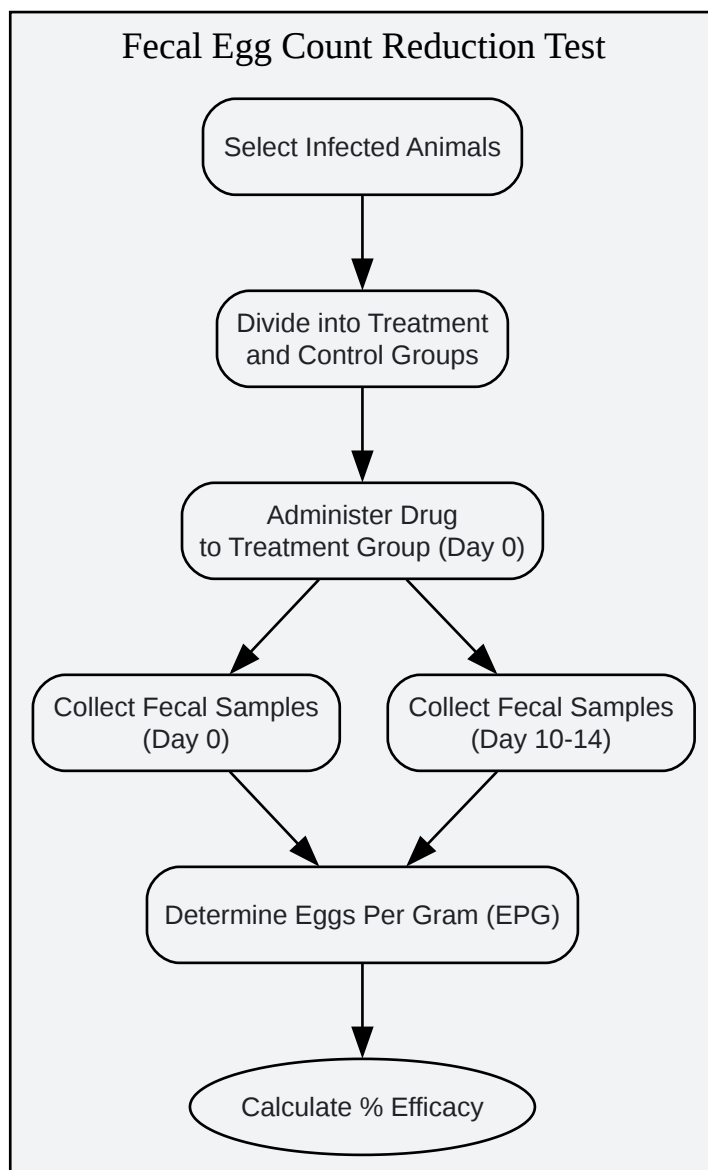 Fecal Egg Count Reduction Test
Select Infected Animals
Divide into Treatment
and Control Groups
Administer Drug
to Treatment Group (Day 0)
Collect Fecal Samples
(Day 0)
Collect Fecal Samples
(Day 10-14)
Determine Eggs Per Gram (EPG)
Calculate % Efficacy